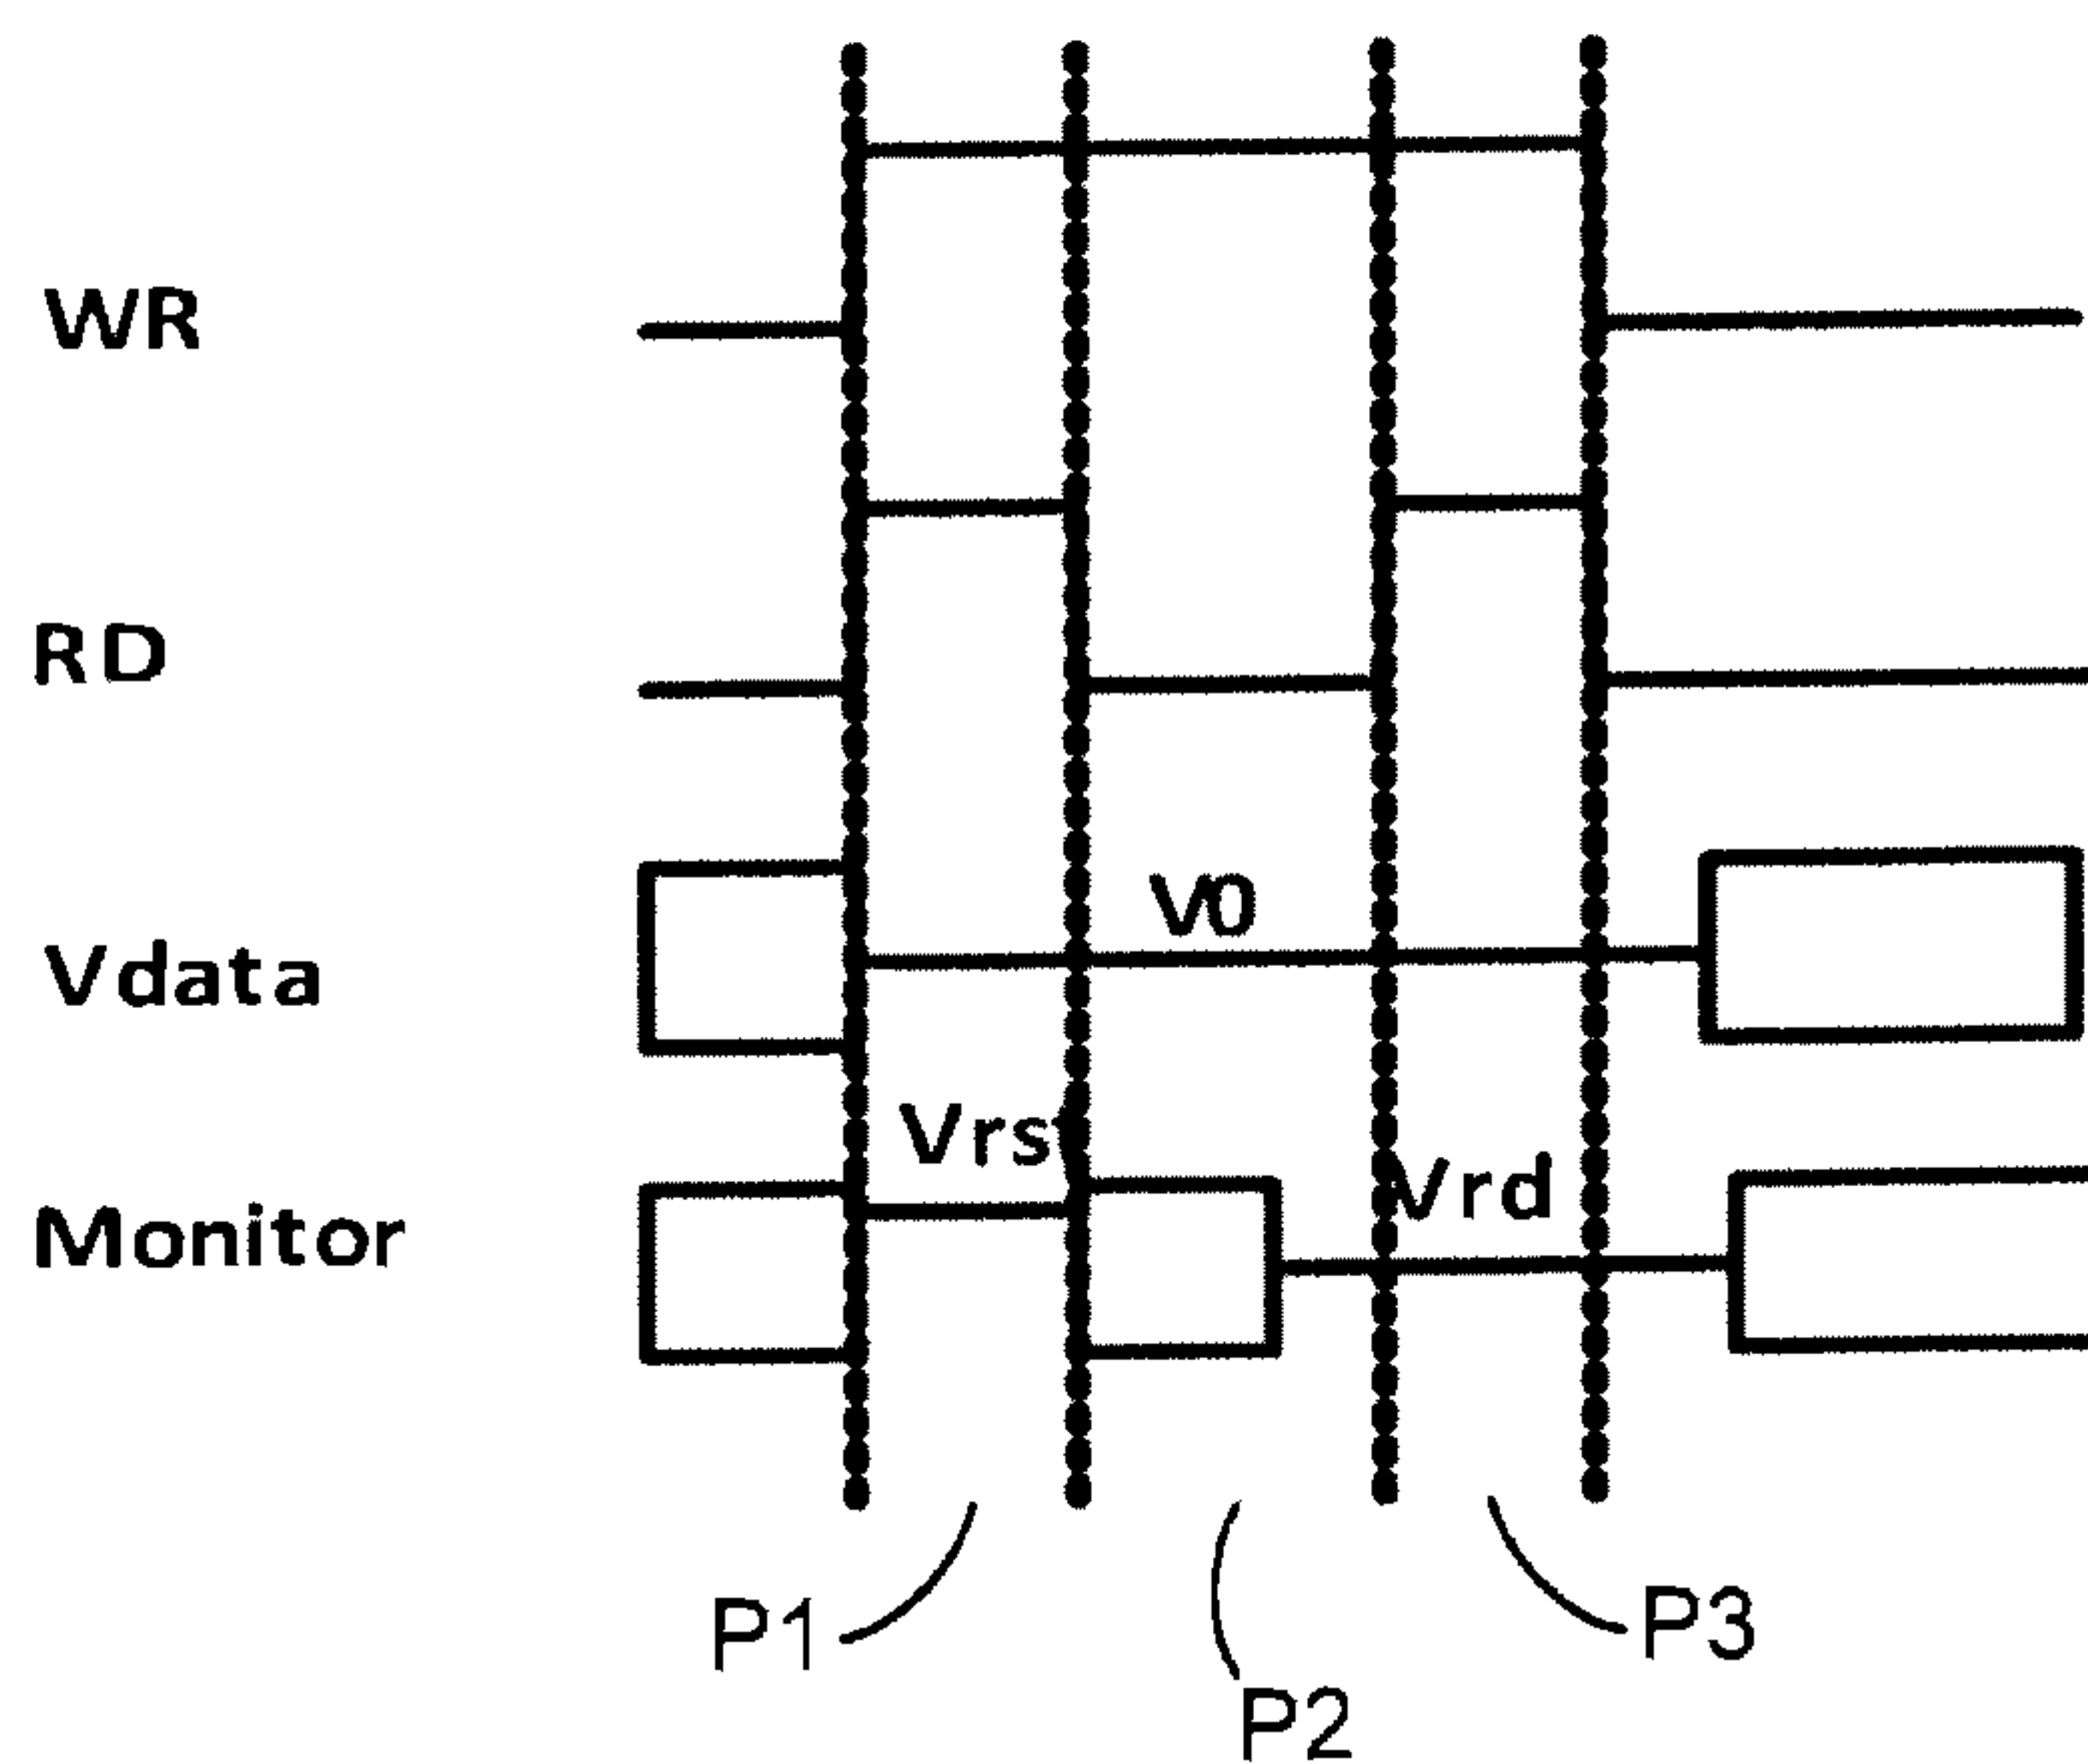 WR
RD
V0
Vdata
Vrst
Vrd
Monitor
P1
P3
P2